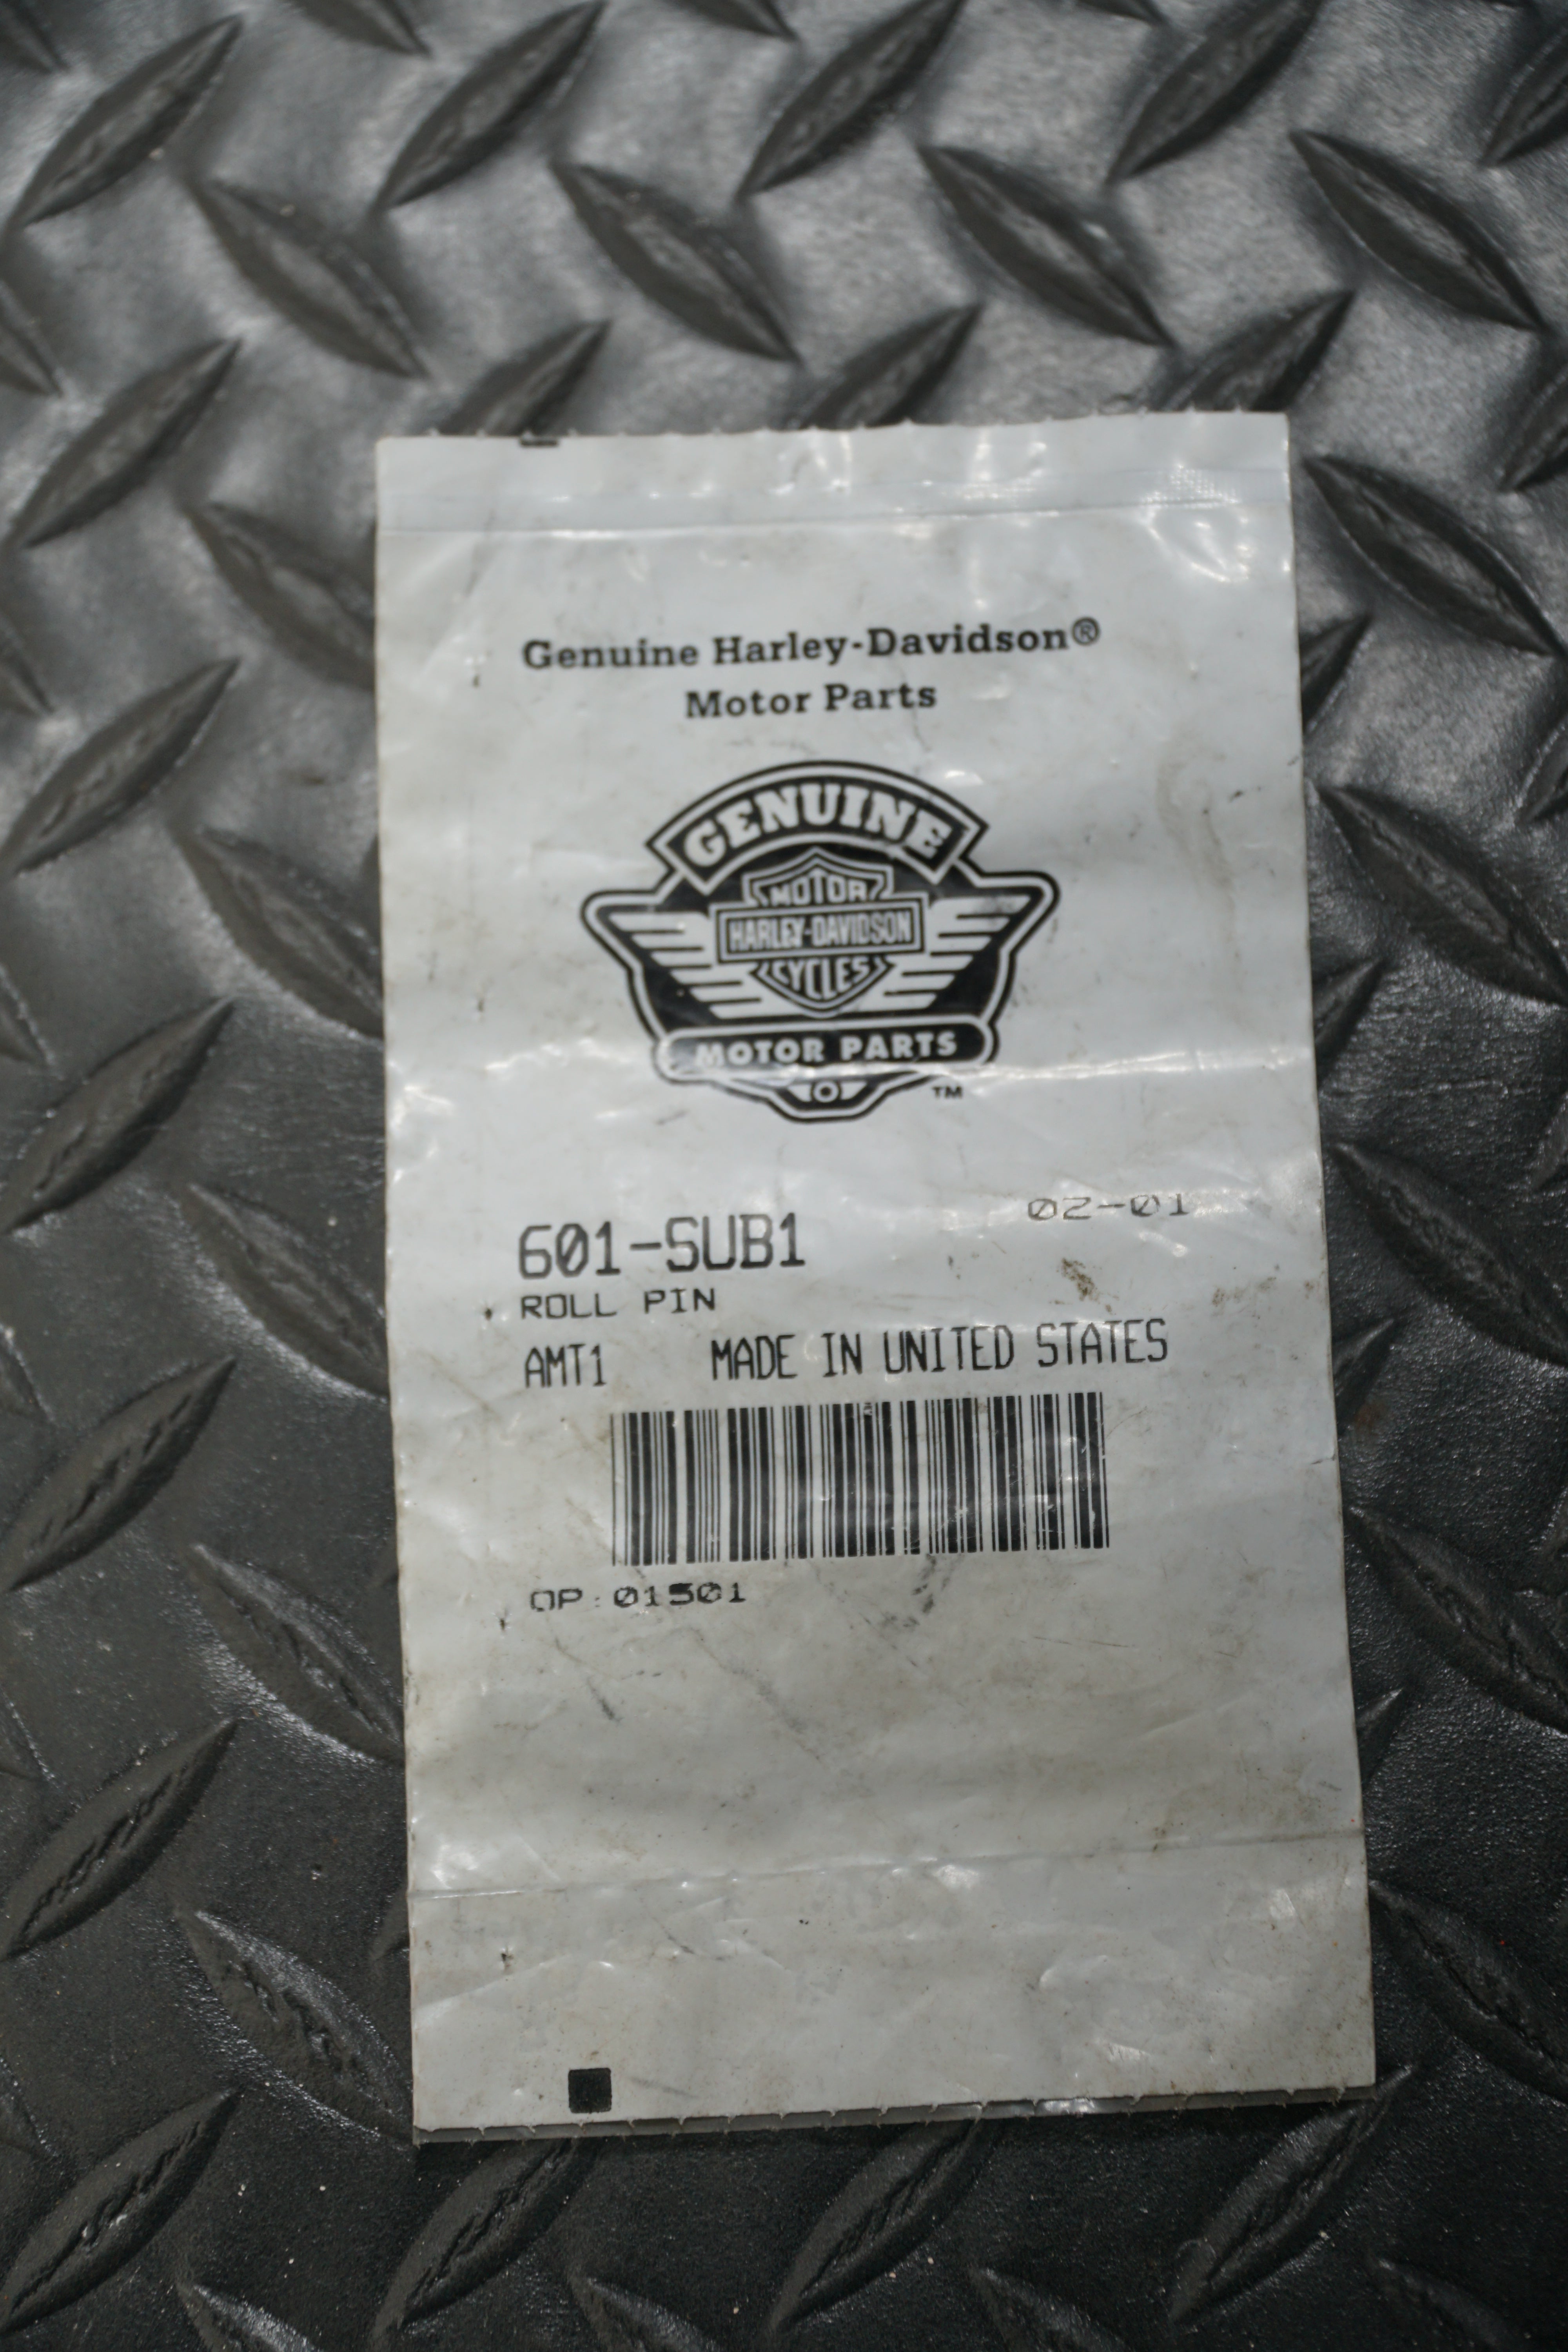 Genuine Harley-Davidson®
Motor Parts
GENUINE
MOTOR
HARLEY-DAVIDSON
CYCLES
MOTOR PARTS
TM
02-01
601-SUB1
ROLL PIN
AMT1 MADE IN UNITED STATES
OP:01501